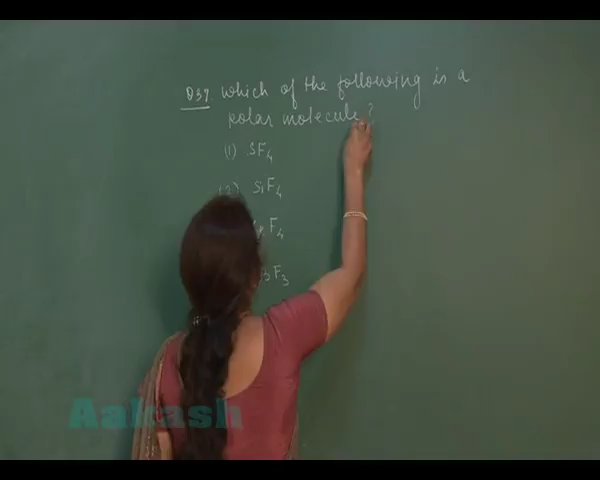 Q37. Which of the following is a
polar molecule?
(1) SF4
(2) SiF4
F4
F3
Aakash